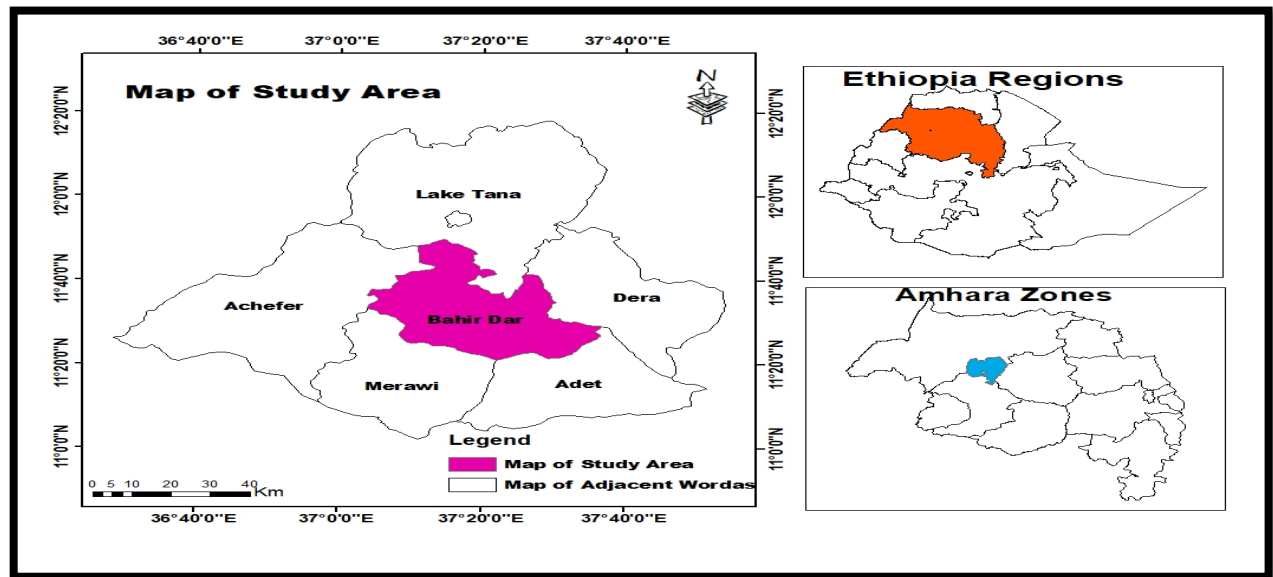 36°40'0"E 37°0'0"E 37°20'0"E 37°40'0"E
Map of Study Area
N
12°20'0"N
12°0'0"N
11°40'0"N
11°20'0"N
11°0'0"N
12°20'0"N
12°0'0"N
11°40'0"N
11°20'0"N
11°0'0"N
Lake Tana
Achefer
Dera
Bahir Dar
Merawi
Adet
Legend
Map of Study Area
Map of Adjacent Wordas
0 5 10 20 30 40 Km
36°40'0"E 37°0'0"E 37°20'0"E 37°40'0"E
Ethiopia Regions
Amhara Zones